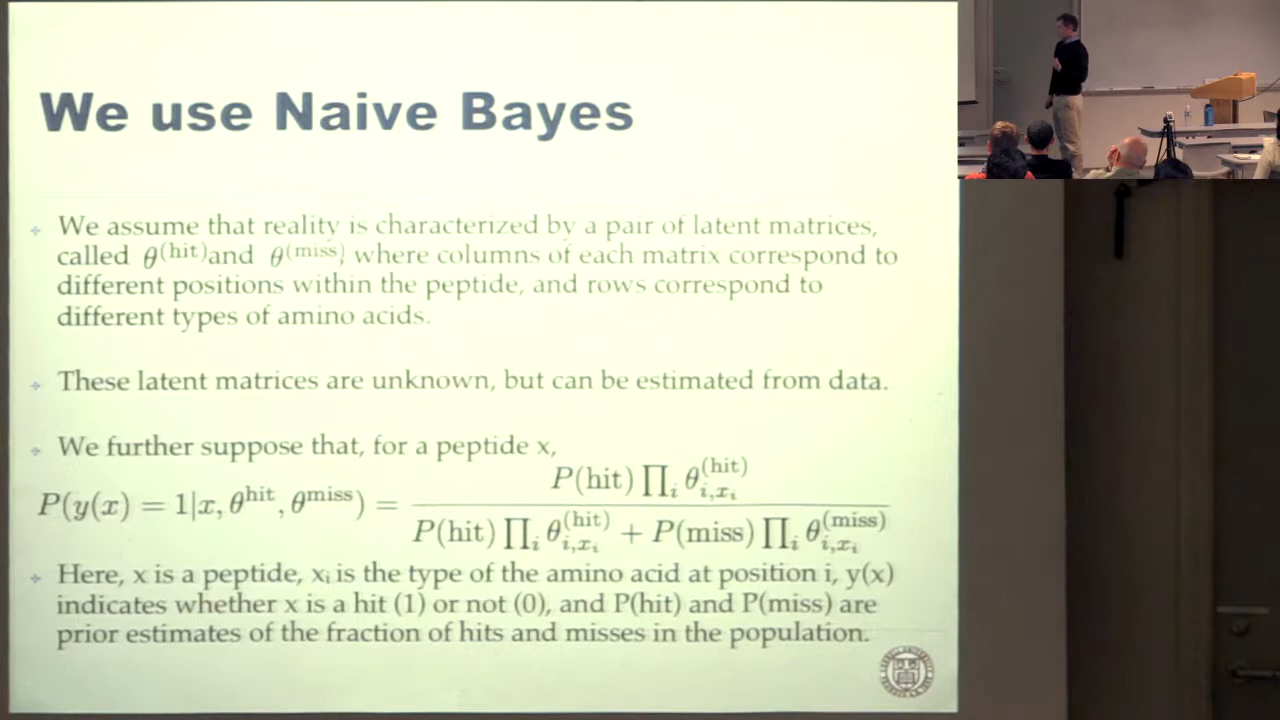 We use Naive Bayes
We assume that reality is characterized by a pair of latent matrices,
called θ^(hit) and θ^(miss) where columns of each matrix correspond to
different positions within the peptide, and rows correspond to
different types of amino acids.
These latent matrices are unknown, but can be estimated from data.
We further suppose that, for a peptide x,
P(y(x) = 1|x, θ^hit, θ^miss) = \frac{P(hit) ∏_i θ_{i,x_i}^{(hit)}}{P(hit) ∏_i θ_{i,x_i}^{(hit)} + P(miss) ∏_i θ_{i,x_i}^{(miss)}}
Here, x is a peptide, x_i is the type of the amino acid at position i, y(x)
indicates whether x is a hit (1) or not (0), and P(hit) and P(miss) are
prior estimates of the fraction of hits and misses in the population.